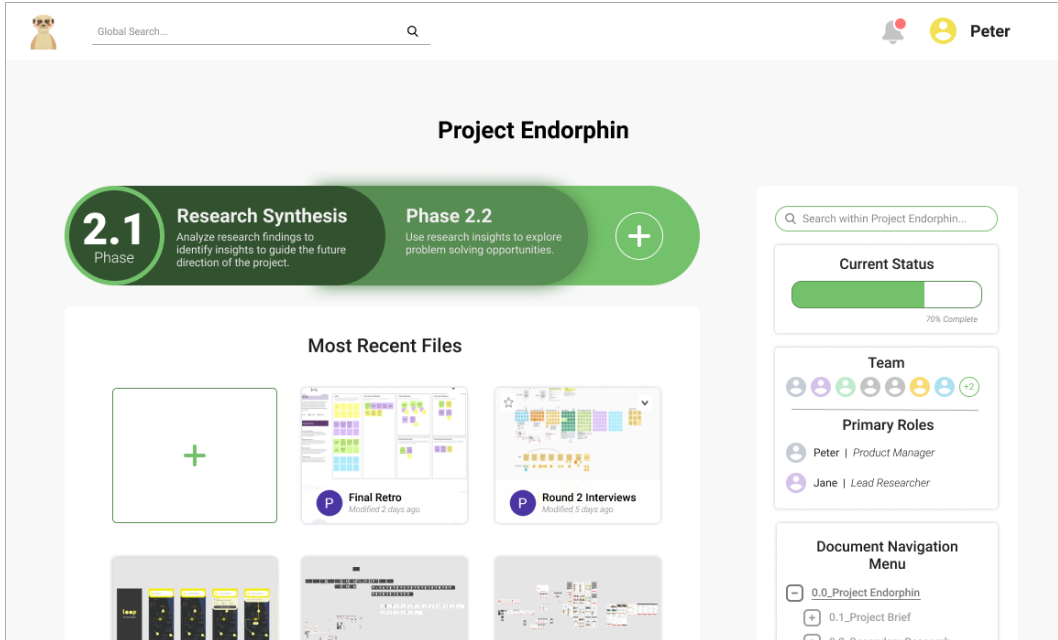 Global Search...
Peter
Project Endorphin
2.1
Phase
Research Synthesis
Analyze research findings to
identify insights to guide the future
direction of the project.
Phase 2.2
Use research insights to explore
problem solving opportunities.
Search within Project Endorphin...
Current Status
70% Complete
Team
+2
Primary Roles
Peter | Product Manager
Jane | Lead Researcher
Most Recent Files
P
Final Retro
Modified 2 days ago
P
Round 2 Interviews
Modified 5 days ago
loop
Document Navigation
Menu
0.0_Project Endorphin
0.1_Project Brief